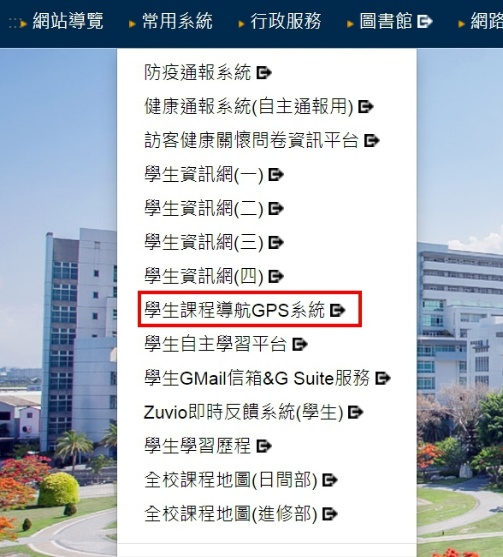 網站導覽 常用系統 行政服務 圖書館 網路
防疫通報系統
健康通報系統(自主通報用)
訪客健康關懷問卷資訊平台
學生資訊網(一)
學生資訊網(二)
學生資訊網(三)
學生資訊網(四)
學生課程導航GPS系統
學生自主學習平台
學生GMail信箱&G Suite服務
Zuvio即時反饋系統(學生)
學生學習歷程
全校課程地圖(日間部)
全校課程地圖(進修部)